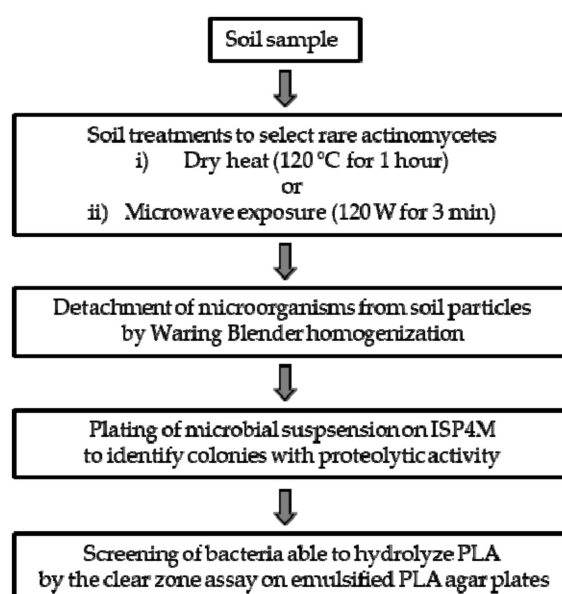 Soil sample
Soil treatments to select rare actinomycetes
i) Dry heat (120 °C for 1 hour)
or
ii) Microwave exposure (120 W for 3 min)
Detachment of microorganisms from soil particles
by Waring Blender homogenization
Plating of microbial suspsension on ISP4M
to identify colonies with proteolytic activity
Screening of bacteria able to hydrolyze PLA
by the clear zone assay on emulsified PLA agar plates